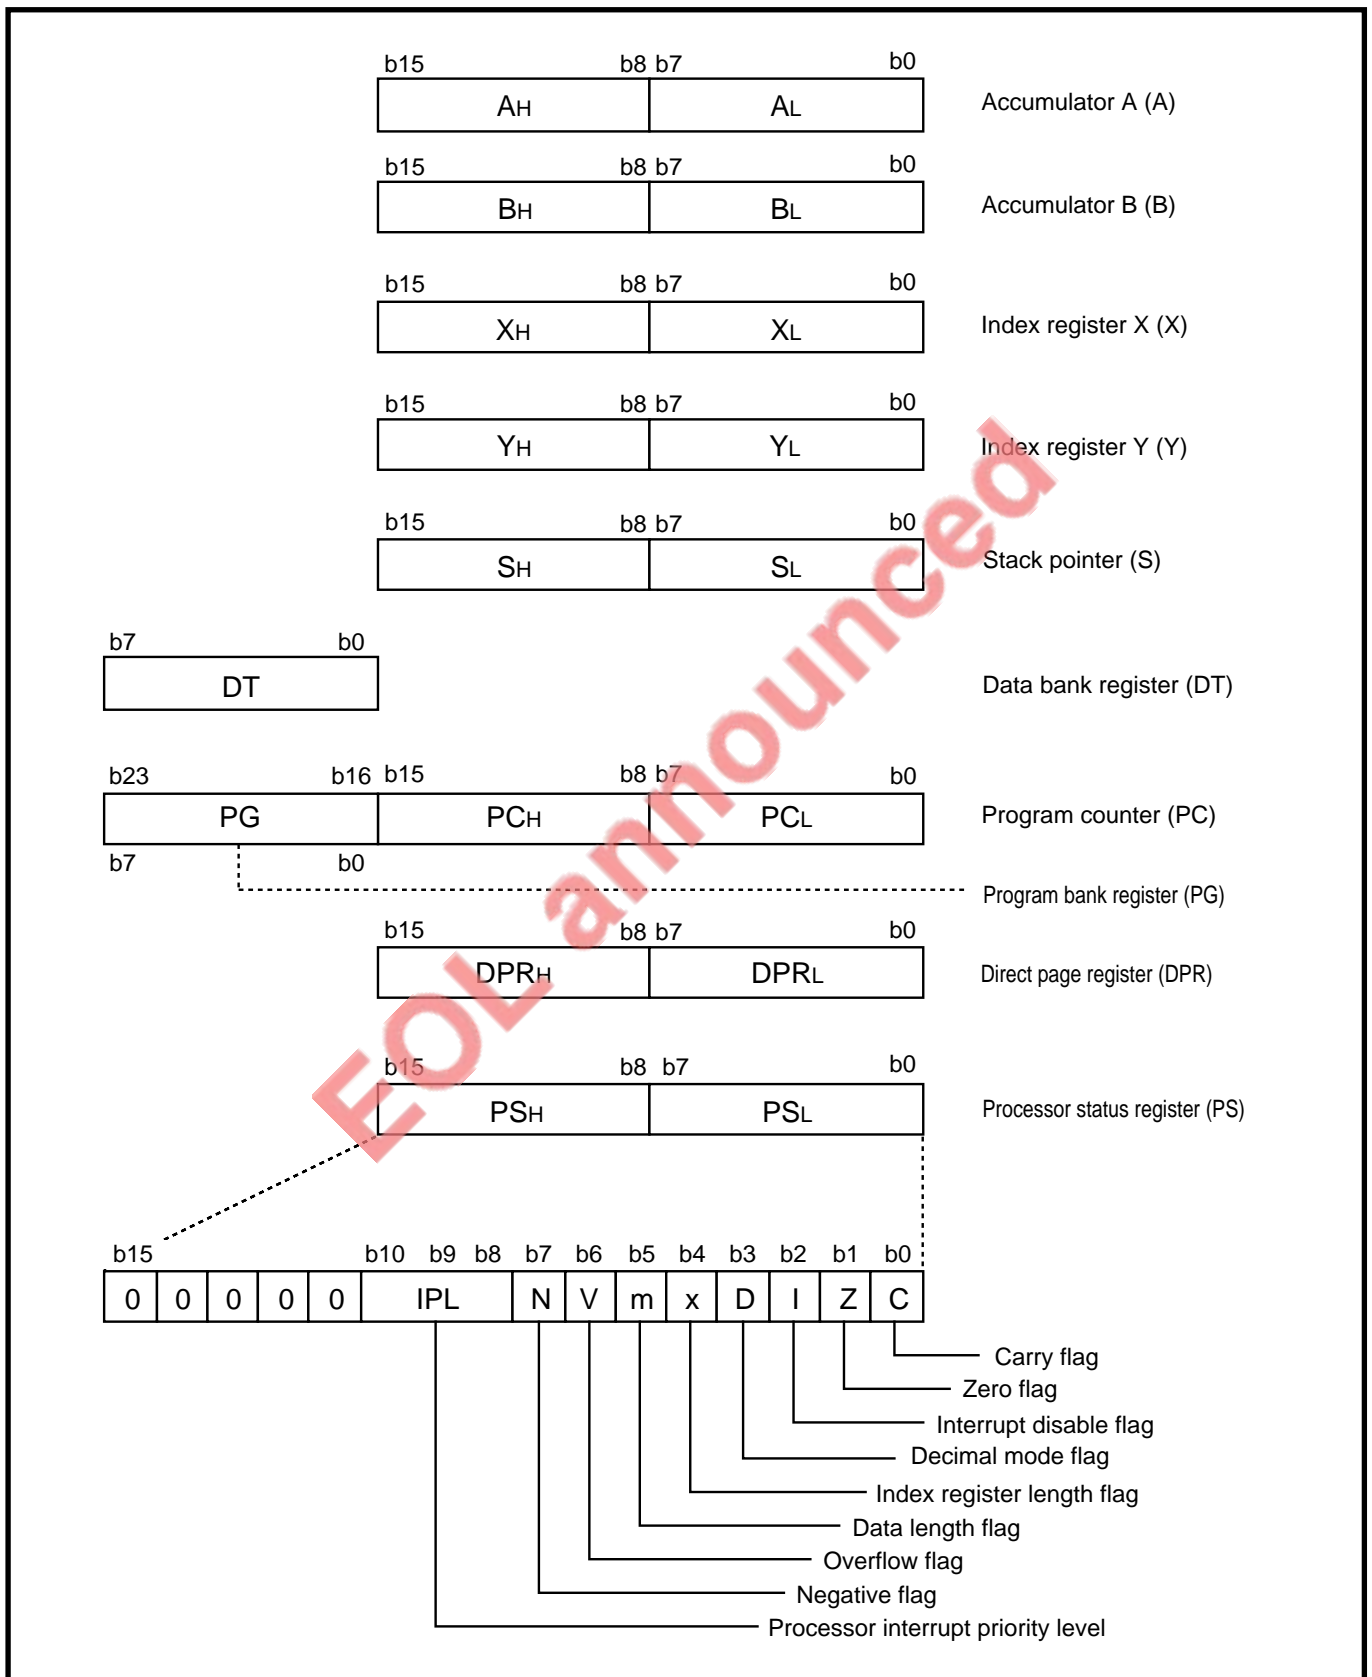 b15 b8 b7 b0
AH AL Accumulator A (A)
b15 b8 b7 b0
BH BL Accumulator B (B)
b15 b8 b7 b0
XH XL Index register X (X)
b15 b8 b7 b0
YH YL Index register Y (Y)
b15 b8 b7 b0
SH SL Stack pointer (S)
b7 b0
DT Data bank register (DT)
b23 b16 b15 b8 b7 b0
PG PCH PCL Program counter (PC)
b7 b0
Program bank register (PG)
b15 b8 b7 b0
DPRH DPRL Direct page register (DPR)
b15 b8 b7 b0
PSH PSL Processor status register (PS)
b15 b10 b9 b8 b7 b6 b5 b4 b3 b2 b1 b0
0 0 0 0 0 IPL N V m x D I Z C
Carry flag
Zero flag
Interrupt disable flag
Decimal mode flag
Index register length flag
Data length flag
Overflow flag
Negative flag
Processor interrupt priority level
EOL announced